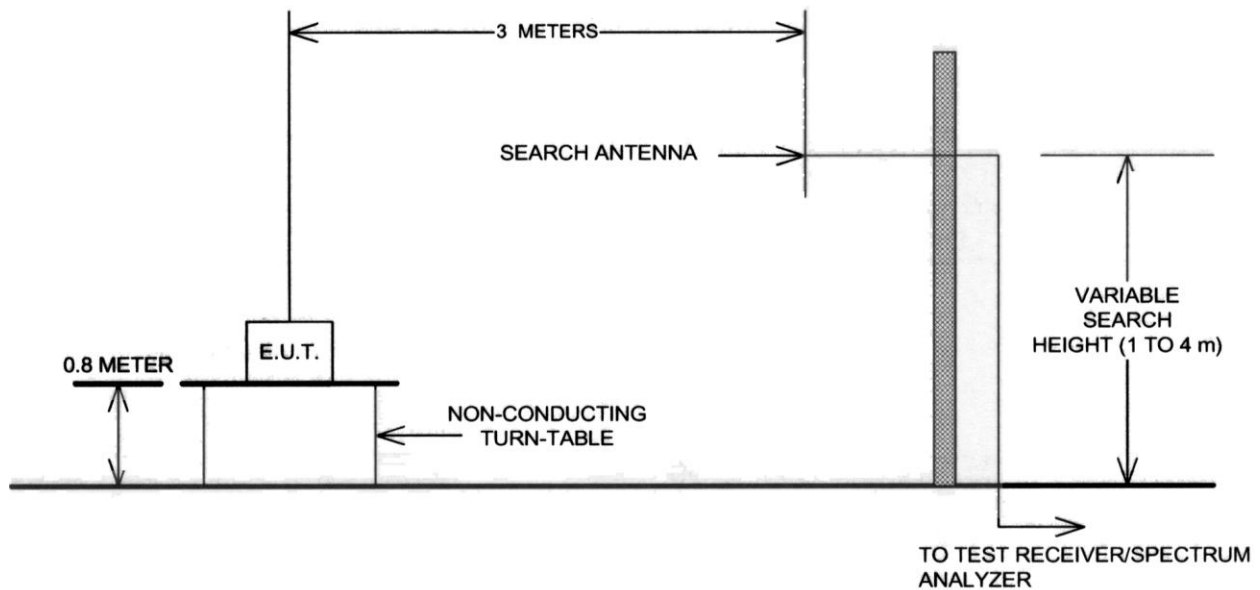 3 METERS
SEARCH ANTENNA
VARIABLE
SEARCH
HEIGHT (1 TO 4 m)
E.U.T.
0.8 METER
NON-CONDUCTING
TURN-TABLE
TO TEST RECEIVER/SPECTRUM
ANALYZER